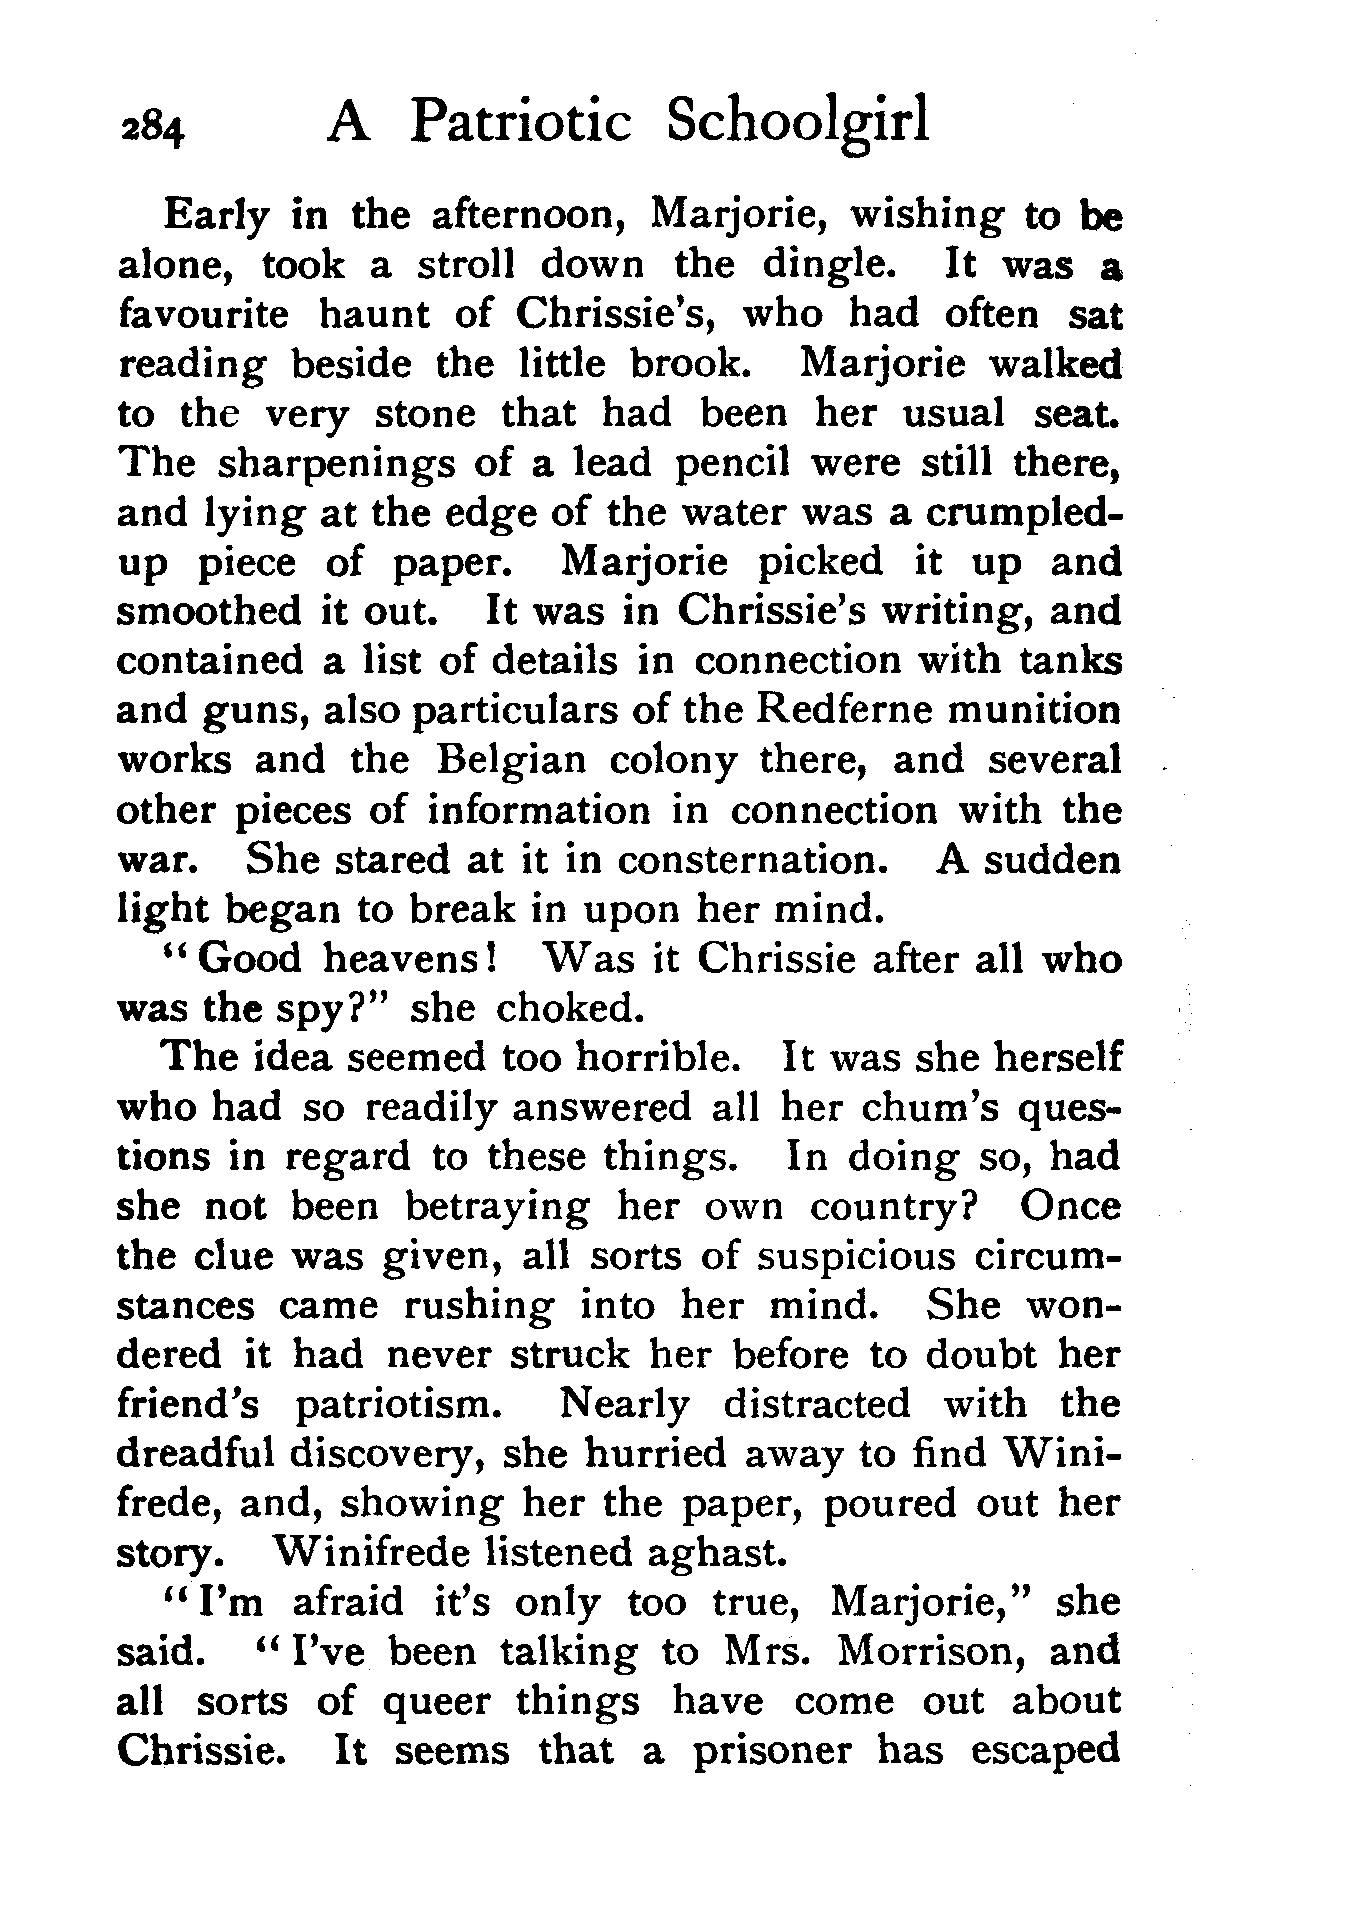 284 A Patriotic Schoolgirl
Early in the afternoon, Marjorie, wishing to be
alone, took a stroll down the dingle. It was a
favourite haunt of Chrissie's, who had often sat
reading beside the little brook. Marjorie walked
to the very stone that had been her usual seat.
The sharpenings of a lead pencil were still there,
and lying at the edge of the water was a crumpled-
up piece of paper. Marjorie picked it up and
smoothed it out. It was in Chrissie's writing, and
contained a list of details in connection with tanks
and guns, also particulars of the Redferne munition
works and the Belgian colony there, and several
other pieces of information in connection with the
war. She stared at it in consternation. A sudden
light began to break in upon her mind.
"Good heavens! Was it Chrissie after all who
was the spy?" she choked.
The idea seemed too horrible. It was she herself
who had so readily answered all her chum's ques-
tions in regard to these things. In doing so, had
she not been betraying her own country? Once
the clue was given, all sorts of suspicious circum-
stances came rushing into her mind. She won-
dered it had never struck her before to doubt her
friend's patriotism. Nearly distracted with the
dreadful discovery, she hurried away to find Wini-
frede, and, showing her the paper, poured out her
story. Winifrede listened aghast.
"I'm afraid it's only too true, Marjorie," she
said. "I've been talking to Mrs. Morrison, and
all sorts of queer things have come out about
Chrissie. It seems that a prisoner has escaped